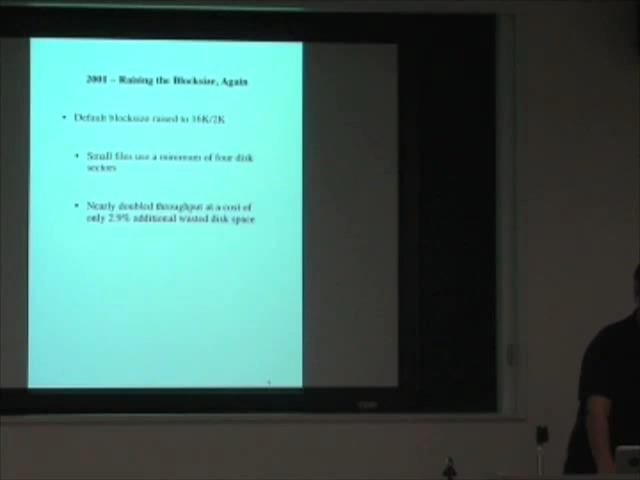 2001 – Raising the Blocksize, Again
• Default blocksize raised to 16K/2K
• Small files use a minimum of four disk
sectors
• Nearly doubled throughput at a cost of
only 2.9% additional wasted disk space